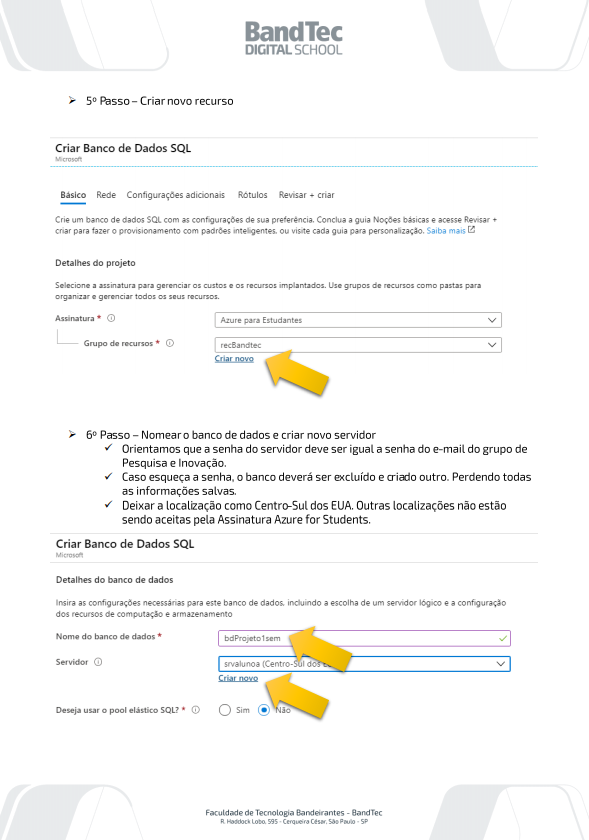 BandTec
DIGITAL SCHOOL
5º Passo – Criar novo recurso
Criar Banco de Dados SQL
Microsoft
Básico Rede Configurações adicionais Rótulos Revisar + criar
Crie um banco de dados SQL com as configurações de sua preferência. Conclua a guia Noções básicas e acesse Revisar +
criar para fazer o provisionamento com padrões inteligentes, ou visite cada guia para personalização. Saiba mais
Detalhes do projeto
Selecione a assinatura para gerenciar os custos e os recursos implantados. Use grupos de recursos como pastas para
organizar e gerenciar todos os seus recursos.
Assinatura * Azure para Estudantes
Grupo de recursos * recBandtec
Criar novo
6º Passo – Nomear o banco de dados e criar novo servidor
Orientamos que a senha do servidor deve ser igual a senha do e-mail do grupo de
Pesquisa e Inovação.
Caso esqueça a senha, o banco deverá ser excluído e criado outro. Perdendo todas
as informações salvas.
Deixar a localização como Centro-Sul dos EUA. Outras localizações não estão
sendo aceitas pela Assinatura Azure for Students.
Criar Banco de Dados SQL
Microsoft
Detalhes do banco de dados
Insira as configurações necessárias para este banco de dados, incluindo a escolha de um servidor lógico e a configuração
dos recursos de computação e armazenamento
Nome do banco de dados * bdProjeto1sem
Servidor srvalunoa (Centro-Sul dos
Criar novo
Deseja usar o pool elástico SQL? * Sim Não
Faculdade de Tecnologia Bandeirantes - BandTec
R. Haddock Lobo, 595 - Cerqueira César, São Paulo - SP